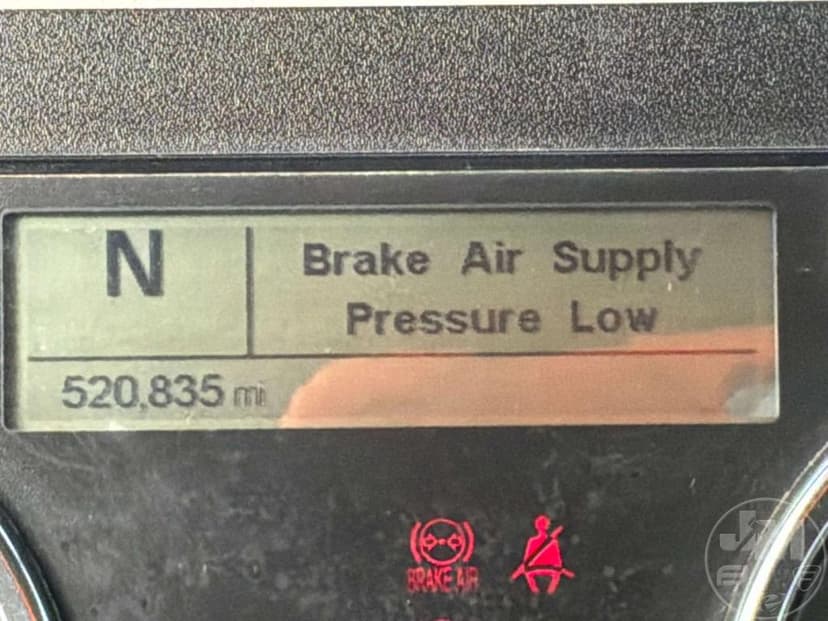 N
Brake Air Supply
Pressure Low
520,835 mi
BRAKE AIR